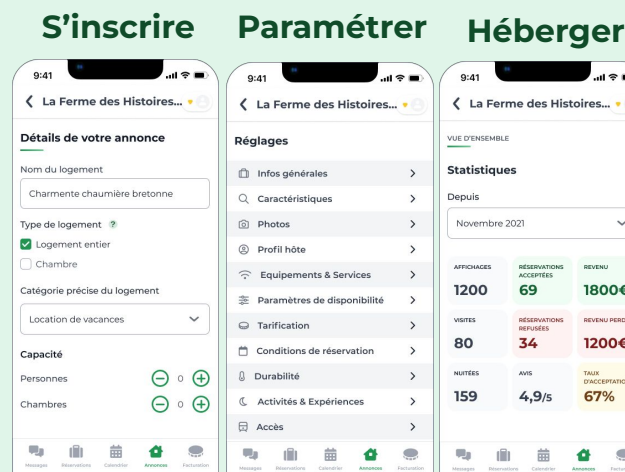 S'inscrire
Paramétrer
Héberger
9:41
La Ferme des Histoires...
Détails de votre annonce
Nom du logement
Charmente chaumière bretonne
Type de logement ?
Logement entier
Chambre
Catégorie précise du logement
Location de vacances
Capacité
Personnes
0
Chambres
0
Messages
Réservations
Calendrier
Annonces
Facturation
9:41
La Ferme des Histoires...
Réglages
Infos générales
Caractéristiques
Photos
Profil hôte
Equipements & Services
Paramètres de disponibilité
Tarification
Conditions de réservation
Durabilité
Activités & Expériences
Accès
Messages
Réservations
Calendrier
Annonces
Facturation
9:41
La Ferme des Histoires...
VUE D'ENSEMBLE
Statistiques
Depuis
Novembre 2021
AFFICHAGES
1200
RÉSERVATIONS
ACCEPTÉES
69
REVENU
1800€
VISITES
80
RÉSERVATIONS
REFUSÉES
34
REVENU PERD
1200€
NUITÉES
159
AVIS
4,9/5
TAUX
D'ACCEPTATIO
67%
Messages
Réservations
Calendrier
Annonces